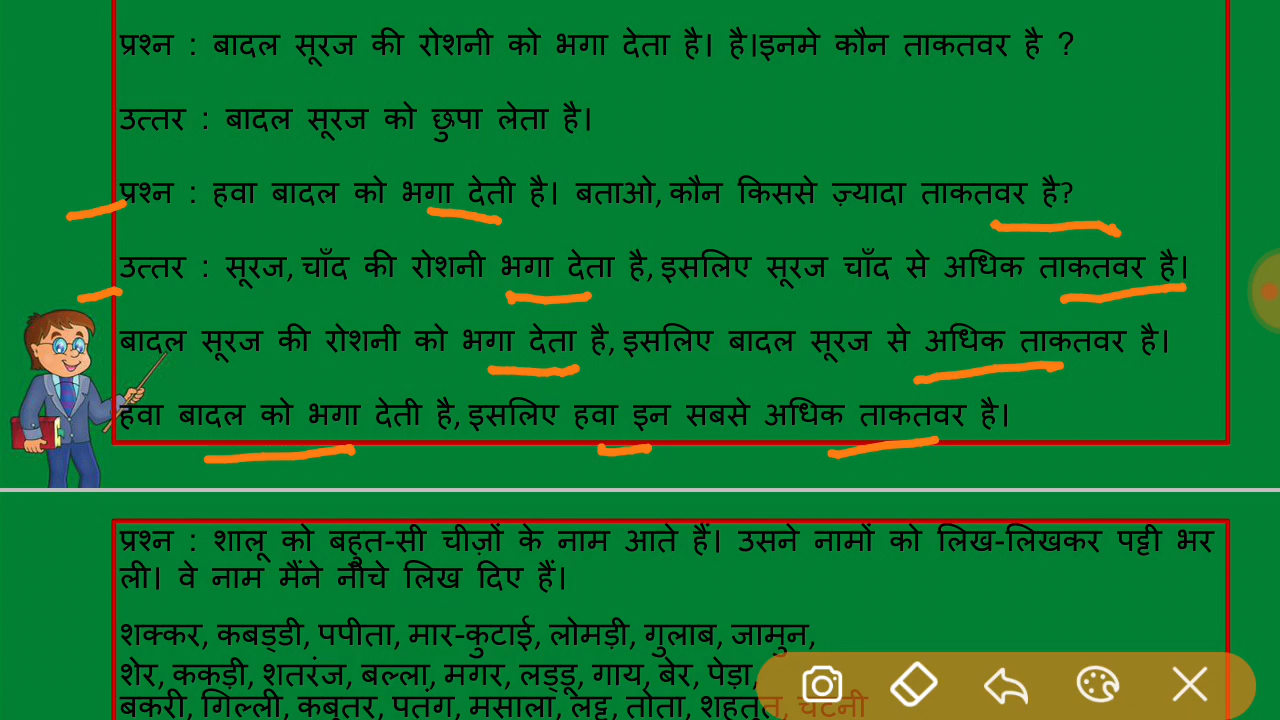 प्रश्न : बादल सूरज की रोशनी को भगा देता है। है।इनमे कौन ताकतवर है ?
उत्तर : बादल सूरज को छुपा लेता है।
प्रश्न : हवा बादल को भगा देती है। बताओ, कौन किससे ज़्यादा ताकतवर है?
उत्तर : सूरज, चाँद की रोशनी भगा देता है, इसलिए सूरज चाँद से अधिक ताकतवर है।
बादल सूरज की रोशनी को भगा देता है, इसलिए बादल सूरज से अधिक ताकतवर है।
हवा बादल को भगा देती है, इसलिए हवा इन सबसे अधिक ताकतवर है।
प्रश्न : शालू को बहुत-सी चीज़ों के नाम आते हैं। उसने नामों को लिख-लिखकर पट्टी भर
ली। वे नाम मैंने नीचे लिख दिए हैं।
शक्कर, कबड्डी, पपीता, मार-कुटाई, लोमड़ी, गुलाब, जामुन,
शेर, ककड़ी, शतरंज, बल्ला, मगर, लड्डू, गाय, बेर, पेड़ा,
बकरी, गिल्ली, कबूतर, पतंग, मसाला, लट्टू, तोता, शहतूत, चटनी